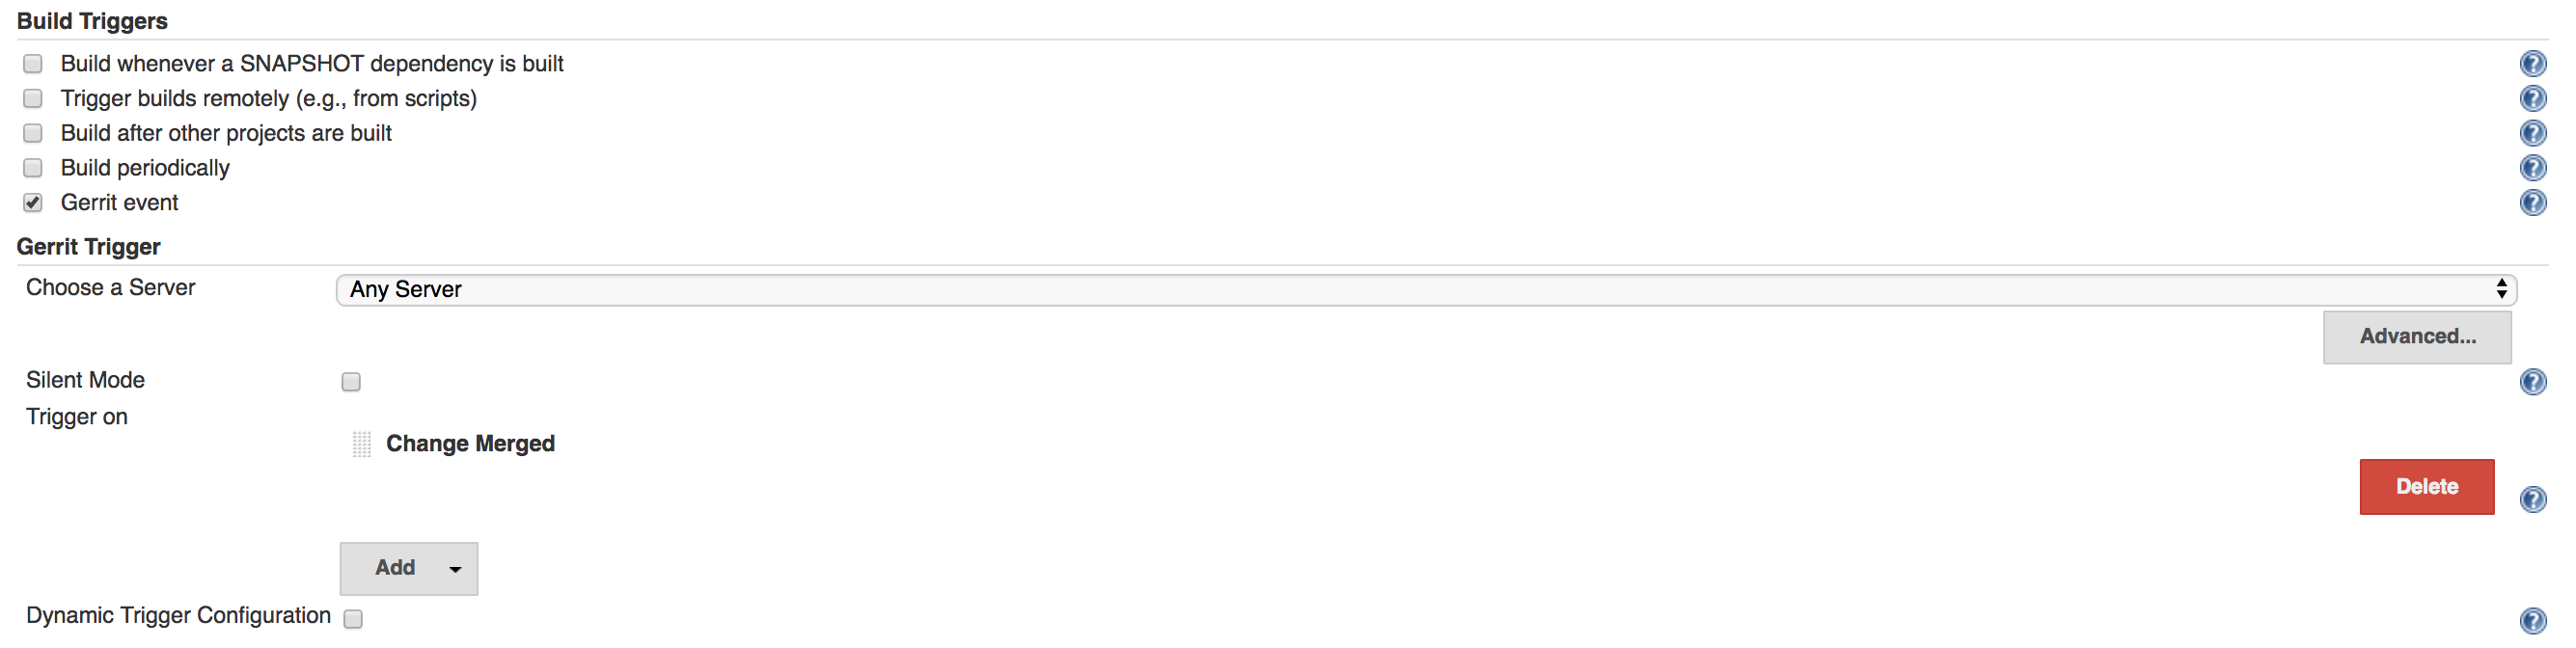 Build Triggers
Build whenever a SNAPSHOT dependency is built
Trigger builds remotely (e.g., from scripts)
Build after other projects are built
Build periodically
Gerrit event
Gerrit Trigger
Choose a Server
Any Server
Advanced...
Silent Mode
Trigger on
Change Merged
Delete
Add
Dynamic Trigger Configuration